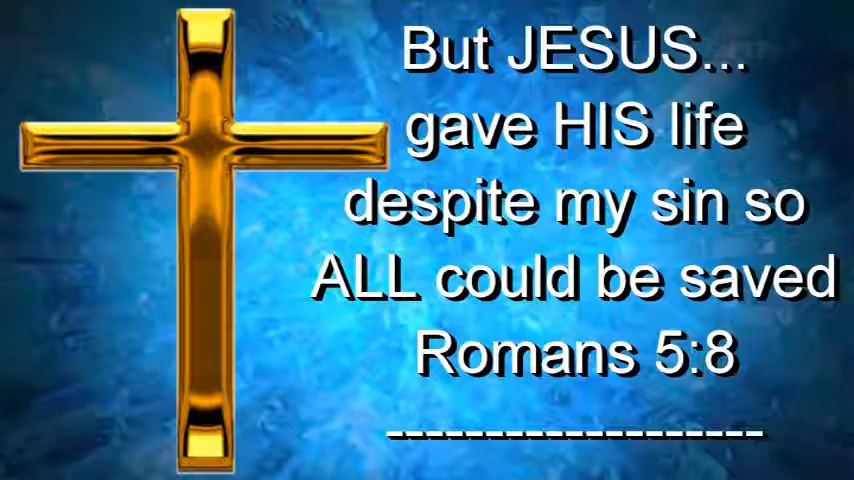 But JESUS...
gave HIS life
despite my sin so
ALL could be saved
Romans 5:8
-------------------